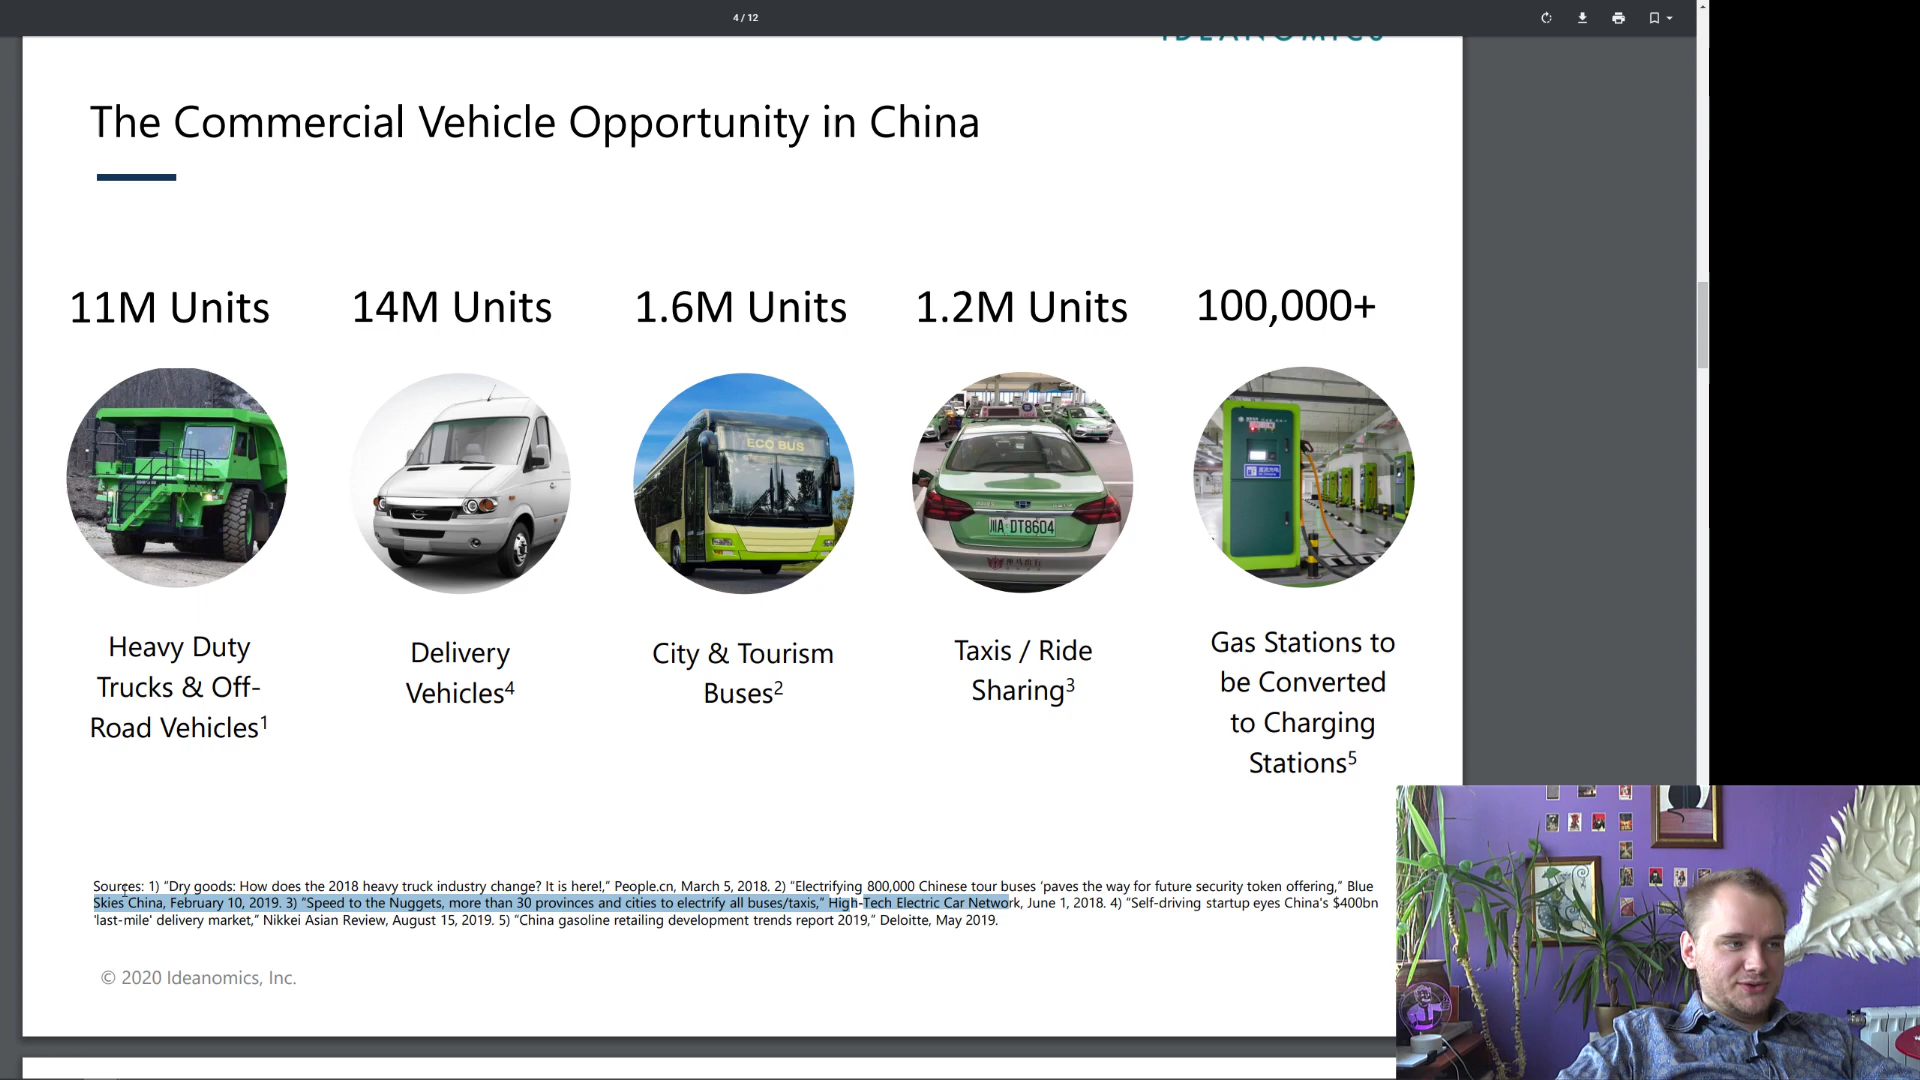 4 / 12
IDEANOMICS
The Commercial Vehicle Opportunity in China
11M Units
14M Units
1.6M Units
1.2M Units
100,000+
ECO BUS
川A·DT8604
Heavy Duty
Trucks & Off-
Road Vehicles1
Delivery
Vehicles4
City & Tourism
Buses2
Taxis / Ride
Sharing3
Gas Stations to
be Converted
to Charging
Stations5
Sources: 1) “Dry goods: How does the 2018 heavy truck industry change? It is here!,” People.cn, March 5, 2018. 2) “Electrifying 800,000 Chinese tour buses ‘paves the way for future security token offering,” Blue
Skies China, February 10, 2019. 3) “Speed to the Nuggets, more than 30 provinces and cities to electrify all buses/taxis,” High-Tech Electric Car Network, June 1, 2018. 4) “Self-driving startup eyes China's $400bn
'last-mile' delivery market,” Nikkei Asian Review, August 15, 2019. 5) “China gasoline retailing development trends report 2019,” Deloitte, May 2019.
© 2020 Ideanomics, Inc.